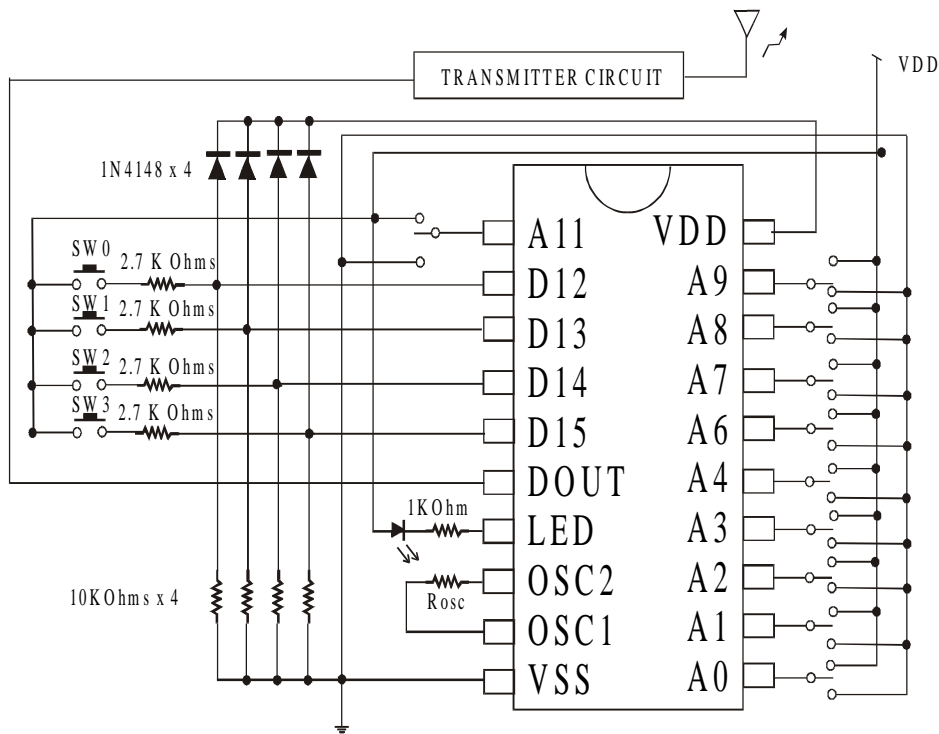 TRANSMITTER CIRCUIT
VDD
1N4148 x 4
SW0
2.7 K Ohms
SW1
2.7 K Ohms
SW2
2.7 K Ohms
SW3
2.7 K Ohms
A11
D12
D13
D14
D15
DOUT
LED
OSC2
OSC1
VSS
VDD
A9
A8
A7
A6
A4
A3
A2
A1
A0
1KOhm
Rosc
10KOhms x 4